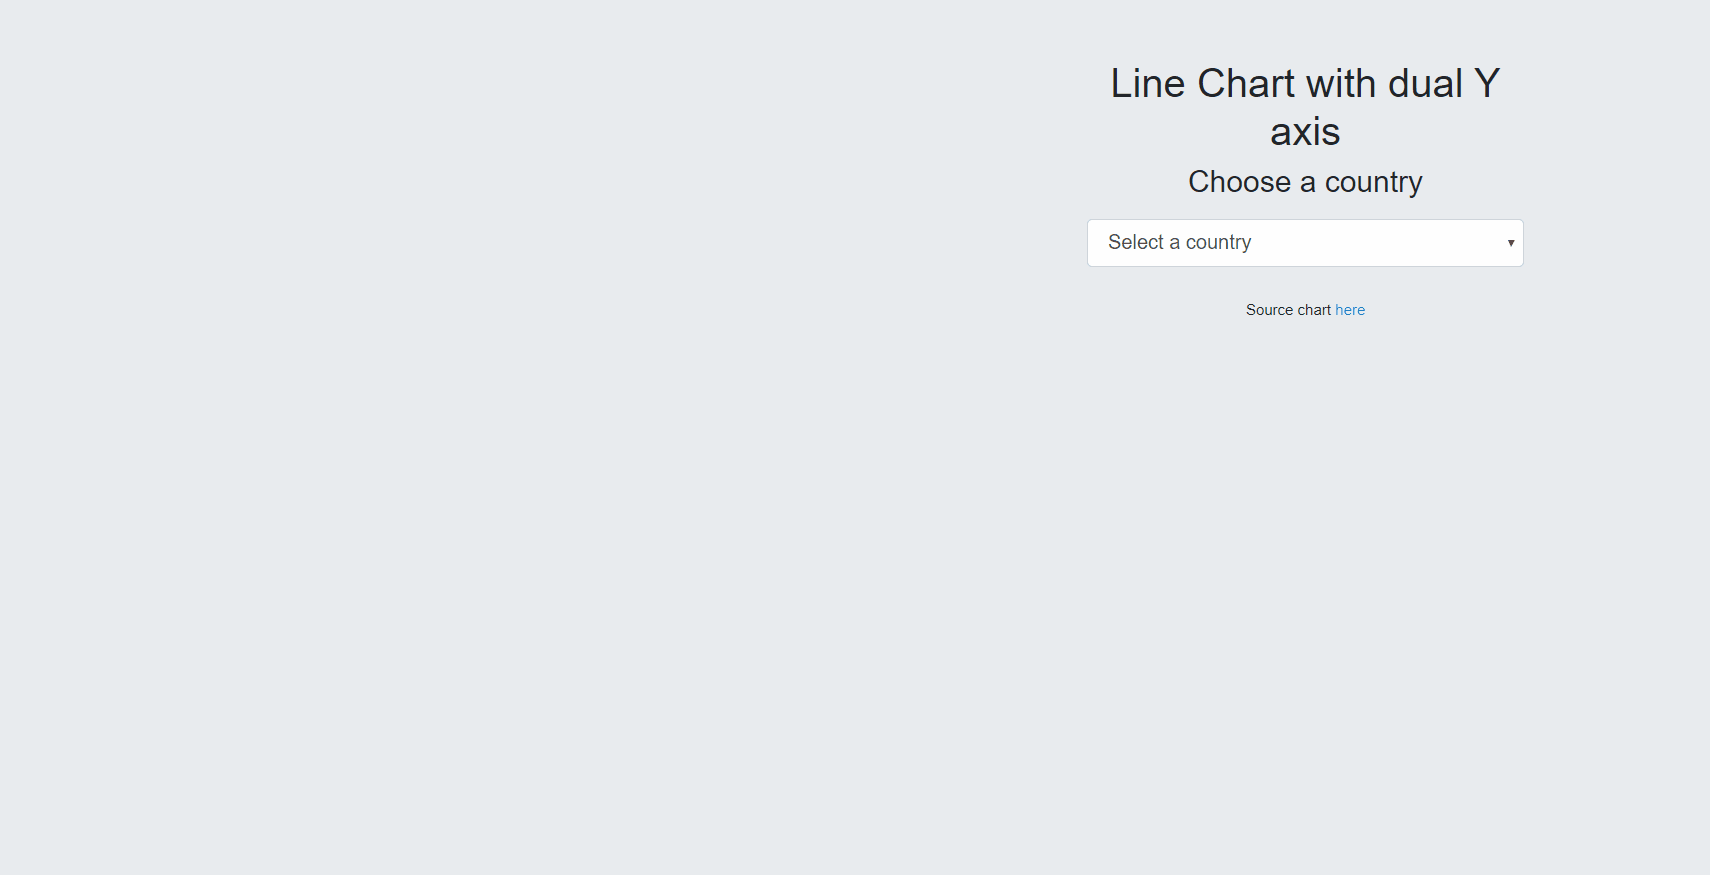 Line Chart with dual Y
axis
Choose a country
Select a country
Source chart here